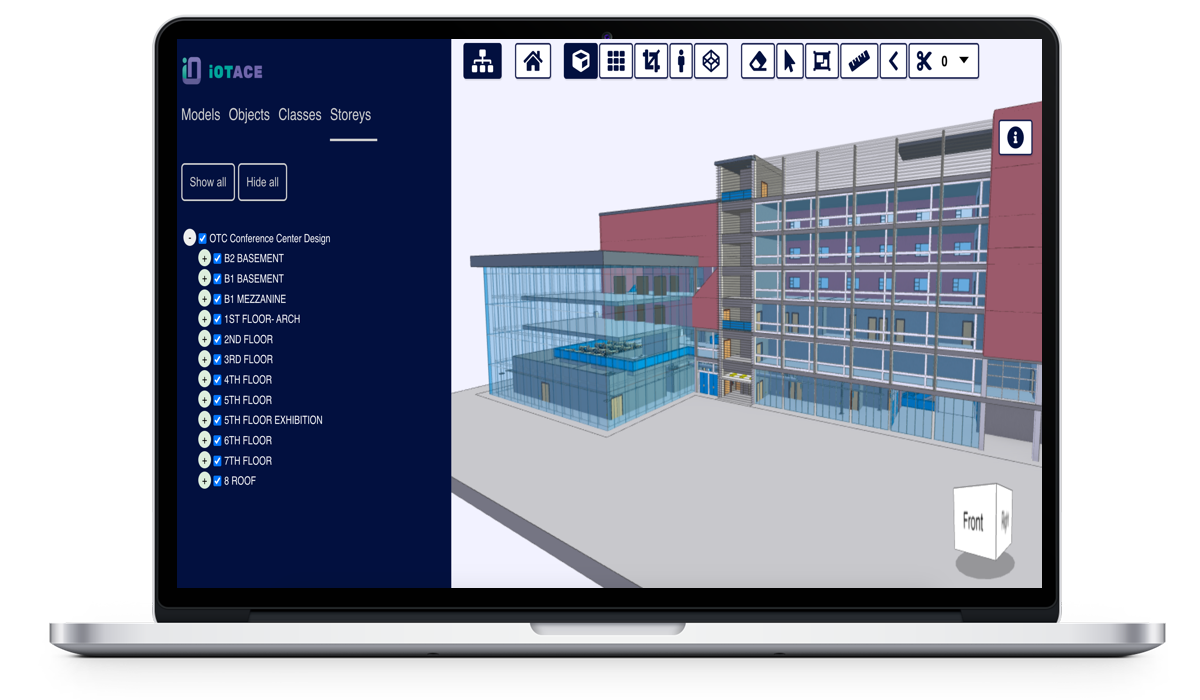 iOTACE
Models Objects Classes Storeys
Show all Hide all
- OTC Conference Center Design
+ B2 BASEMENT
+ B1 BASEMENT
+ B1 MEZZANINE
+ 1ST FLOOR- ARCH
+ 2ND FLOOR
+ 3RD FLOOR
+ 4TH FLOOR
+ 5TH FLOOR
+ 5TH FLOOR EXHIBITION
+ 6TH FLOOR
+ 7TH FLOOR
+ 8 ROOF
0
Front Right